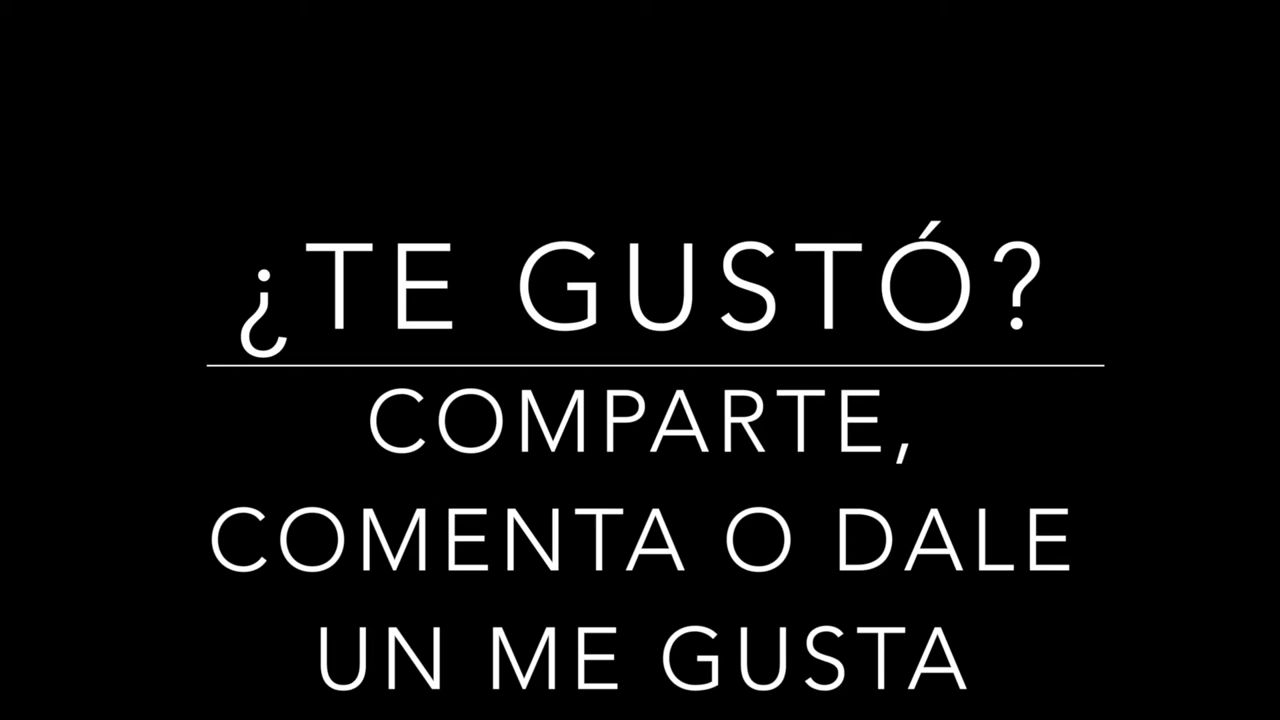 ¿TE GUSTÓ?
COMPARTE,
COMENTA O DALE
UN ME GUSTA